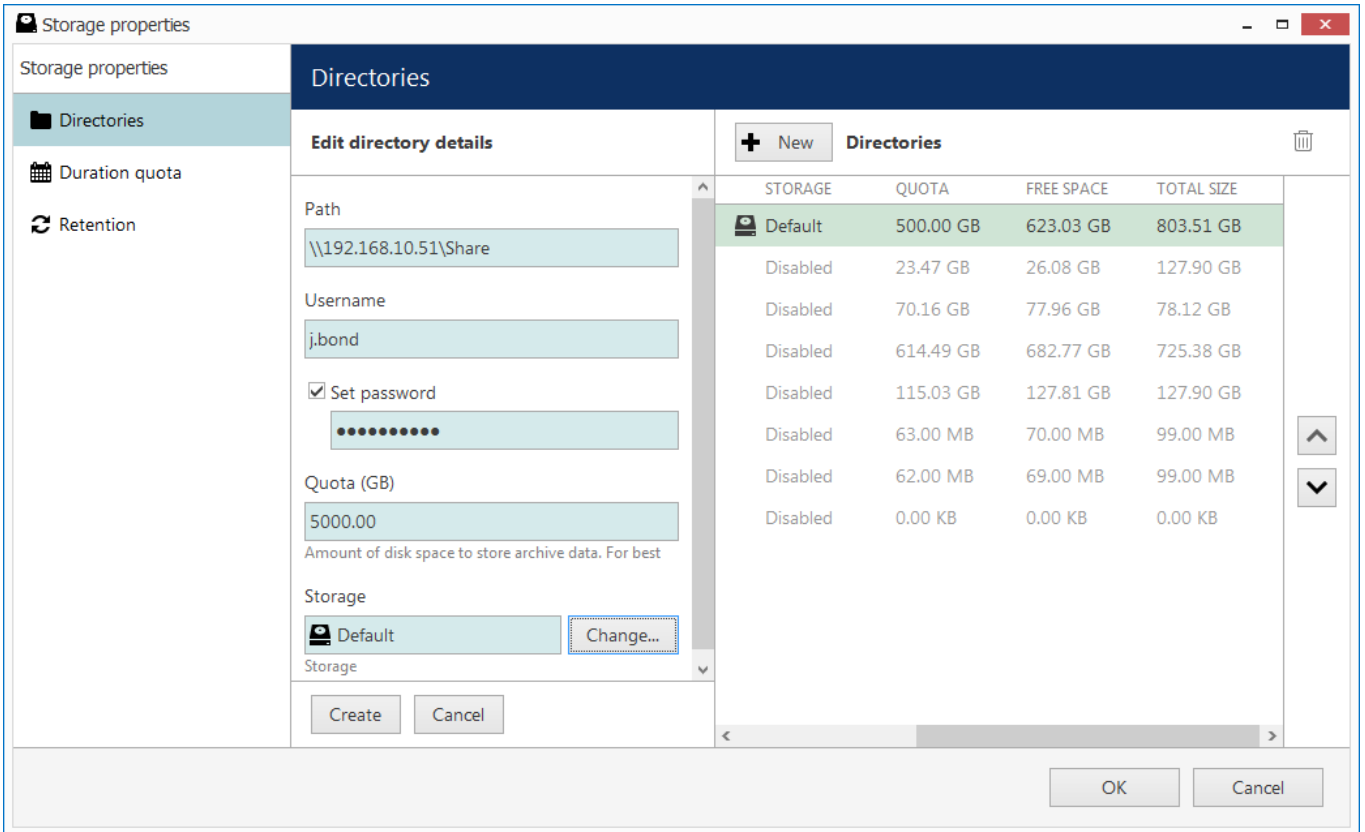 Storage properties
Storage properties
Directories
Duration quota
Retention
Directories
Edit directory details
Path
\\192.168.10.51\Share
Username
j.bond
Set password
●●●●●●●●●●
Quota (GB)
5000.00
Amount of disk space to store archive data. For best
Storage
Default Change...
Storage
Create Cancel
New Directories
STORAGE QUOTA FREE SPACE TOTAL SIZE
Default 500.00 GB 623.03 GB 803.51 GB
Disabled 23.47 GB 26.08 GB 127.90 GB
Disabled 70.16 GB 77.96 GB 78.12 GB
Disabled 614.49 GB 682.77 GB 725.38 GB
Disabled 115.03 GB 127.81 GB 127.90 GB
Disabled 63.00 MB 70.00 MB 99.00 MB
Disabled 62.00 MB 69.00 MB 99.00 MB
Disabled 0.00 KB 0.00 KB 0.00 KB
OK Cancel